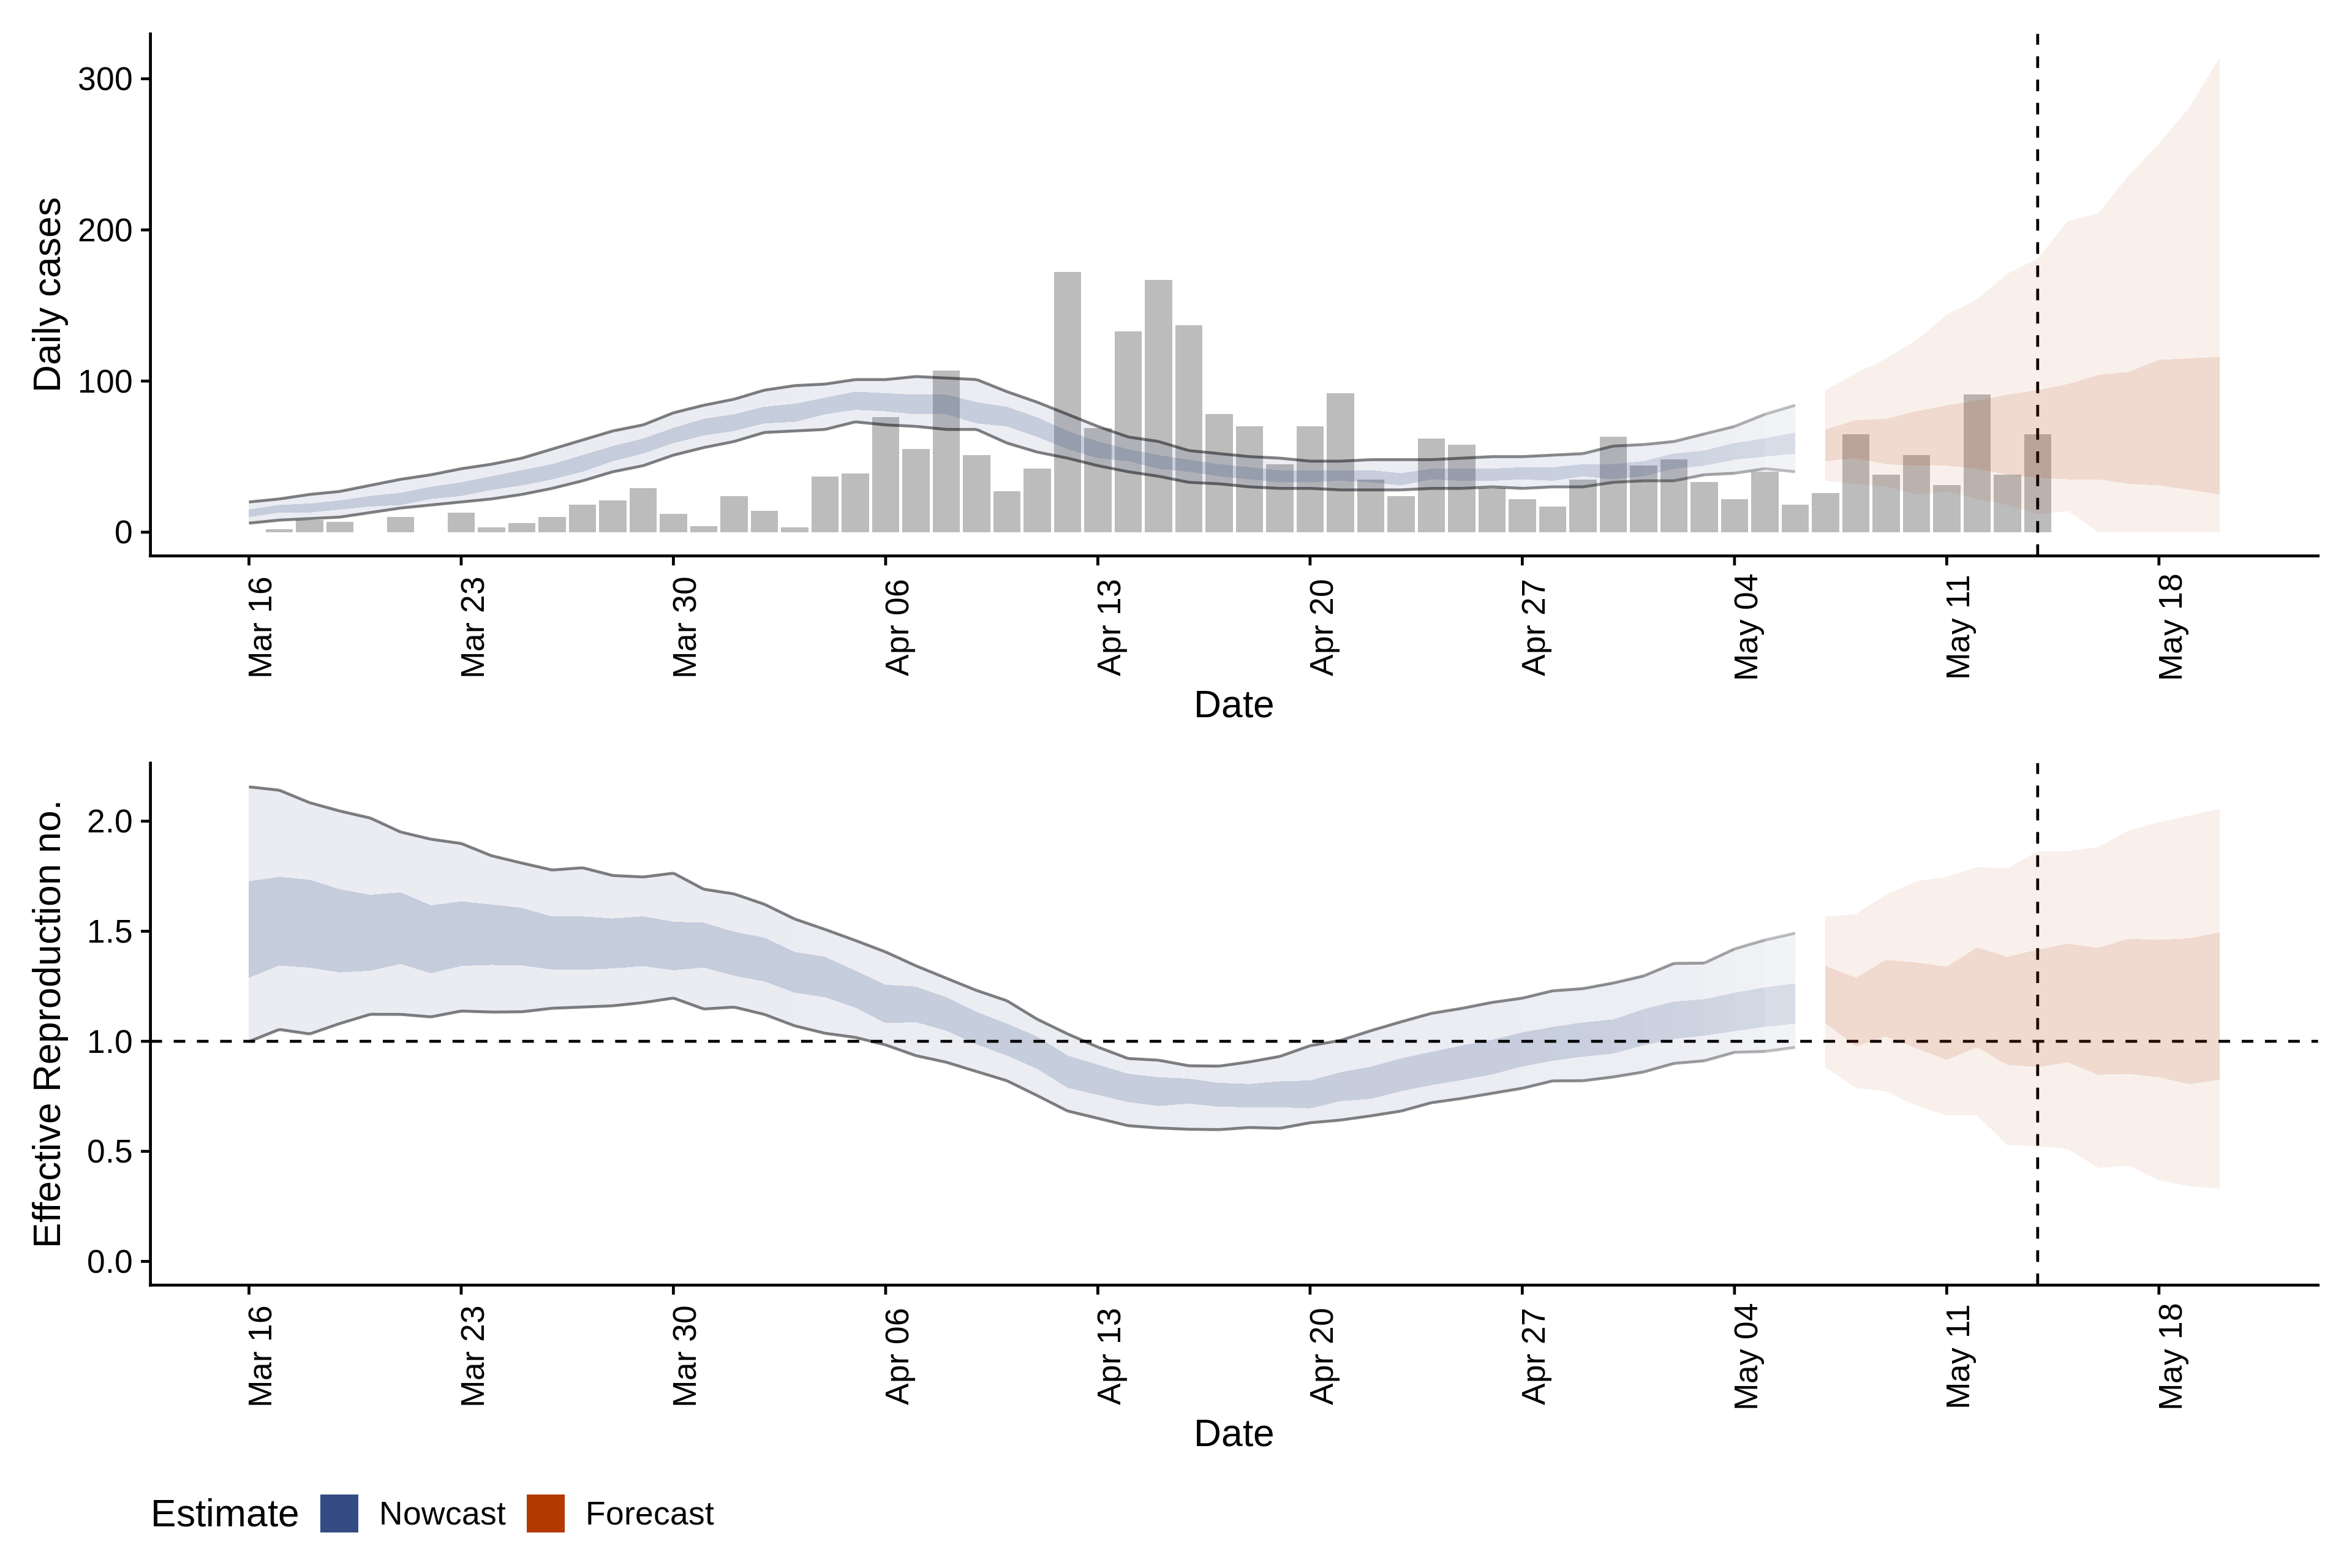 Daily cases
300
200
100
0
Mar 16
Mar 23
Mar 30
Apr 06
Apr 13
Apr 20
Apr 27
May 04
May 11
May 18
Date
Effective Reproduction no.
2.0
1.5
1.0
0.5
0.0
Mar 16
Mar 23
Mar 30
Apr 06
Apr 13
Apr 20
Apr 27
May 04
May 11
May 18
Date
Estimate Nowcast Forecast